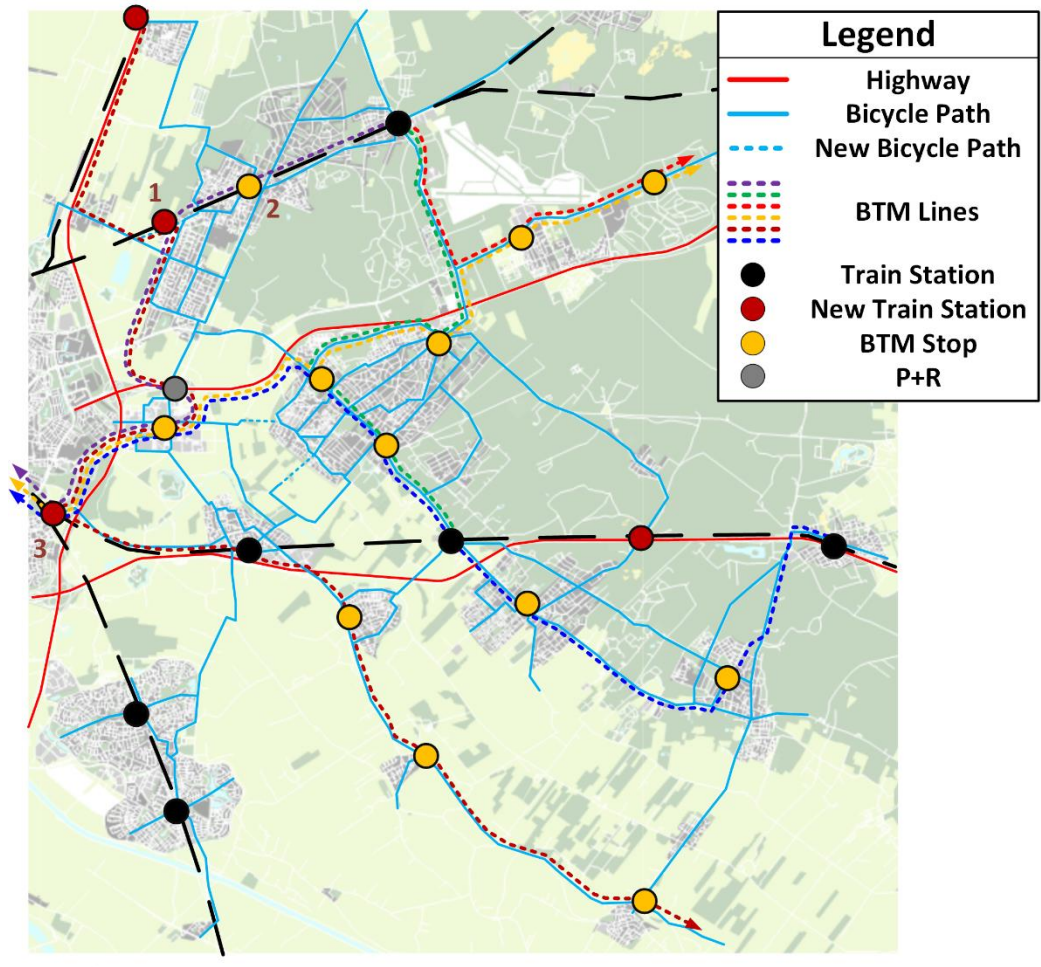 Legend
Highway
Bicycle Path
New Bicycle Path
BTM Lines
Train Station
New Train Station
BTM Stop
P+R
1
2
3